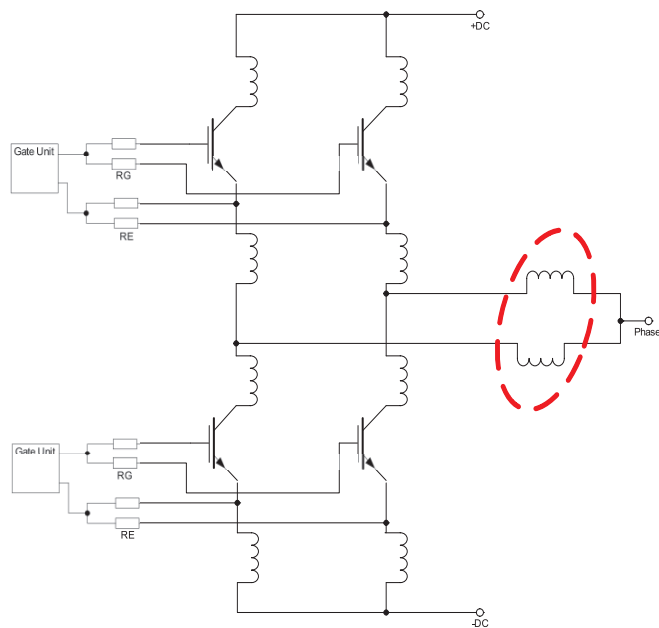 +DC
Gate Unit
RG
RE
Phase
Gate Unit
RG
RE
-DC